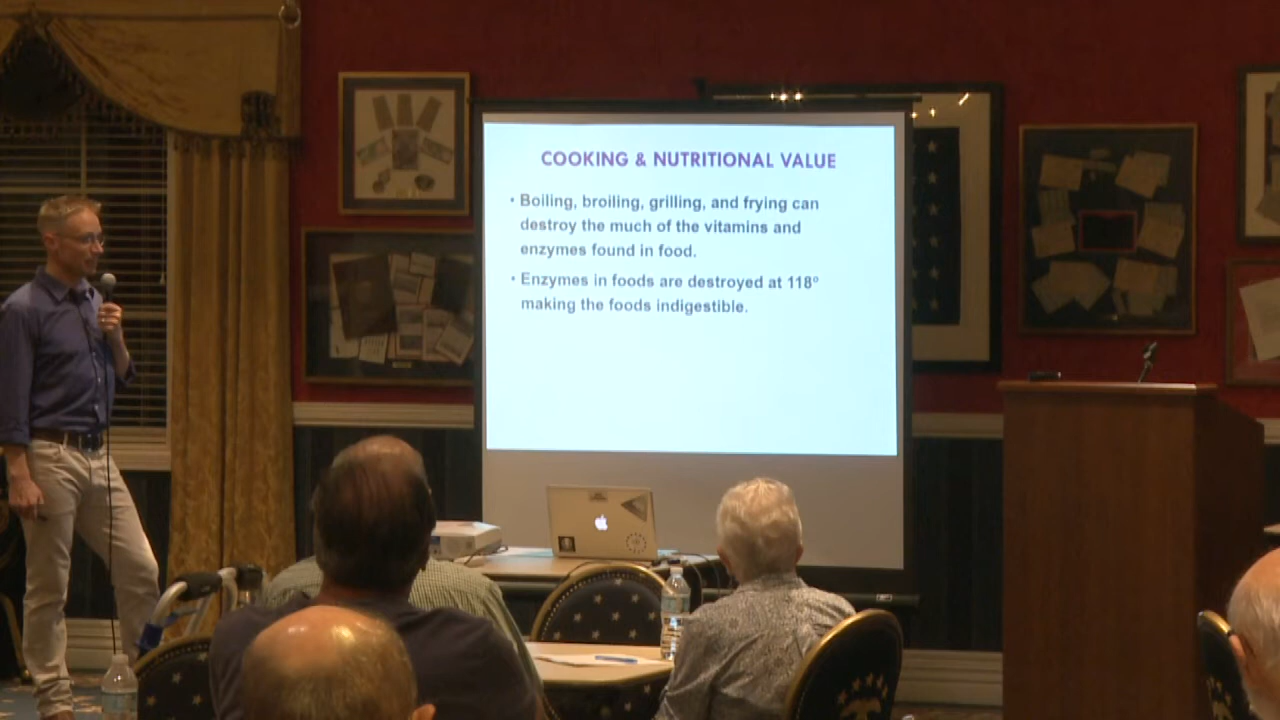 COOKING & NUTRITIONAL VALUE
• Boiling, broiling, grilling, and frying can
destroy the much of the vitamins and
enzymes found in food.
• Enzymes in foods are destroyed at 118º
making the foods indigestible.